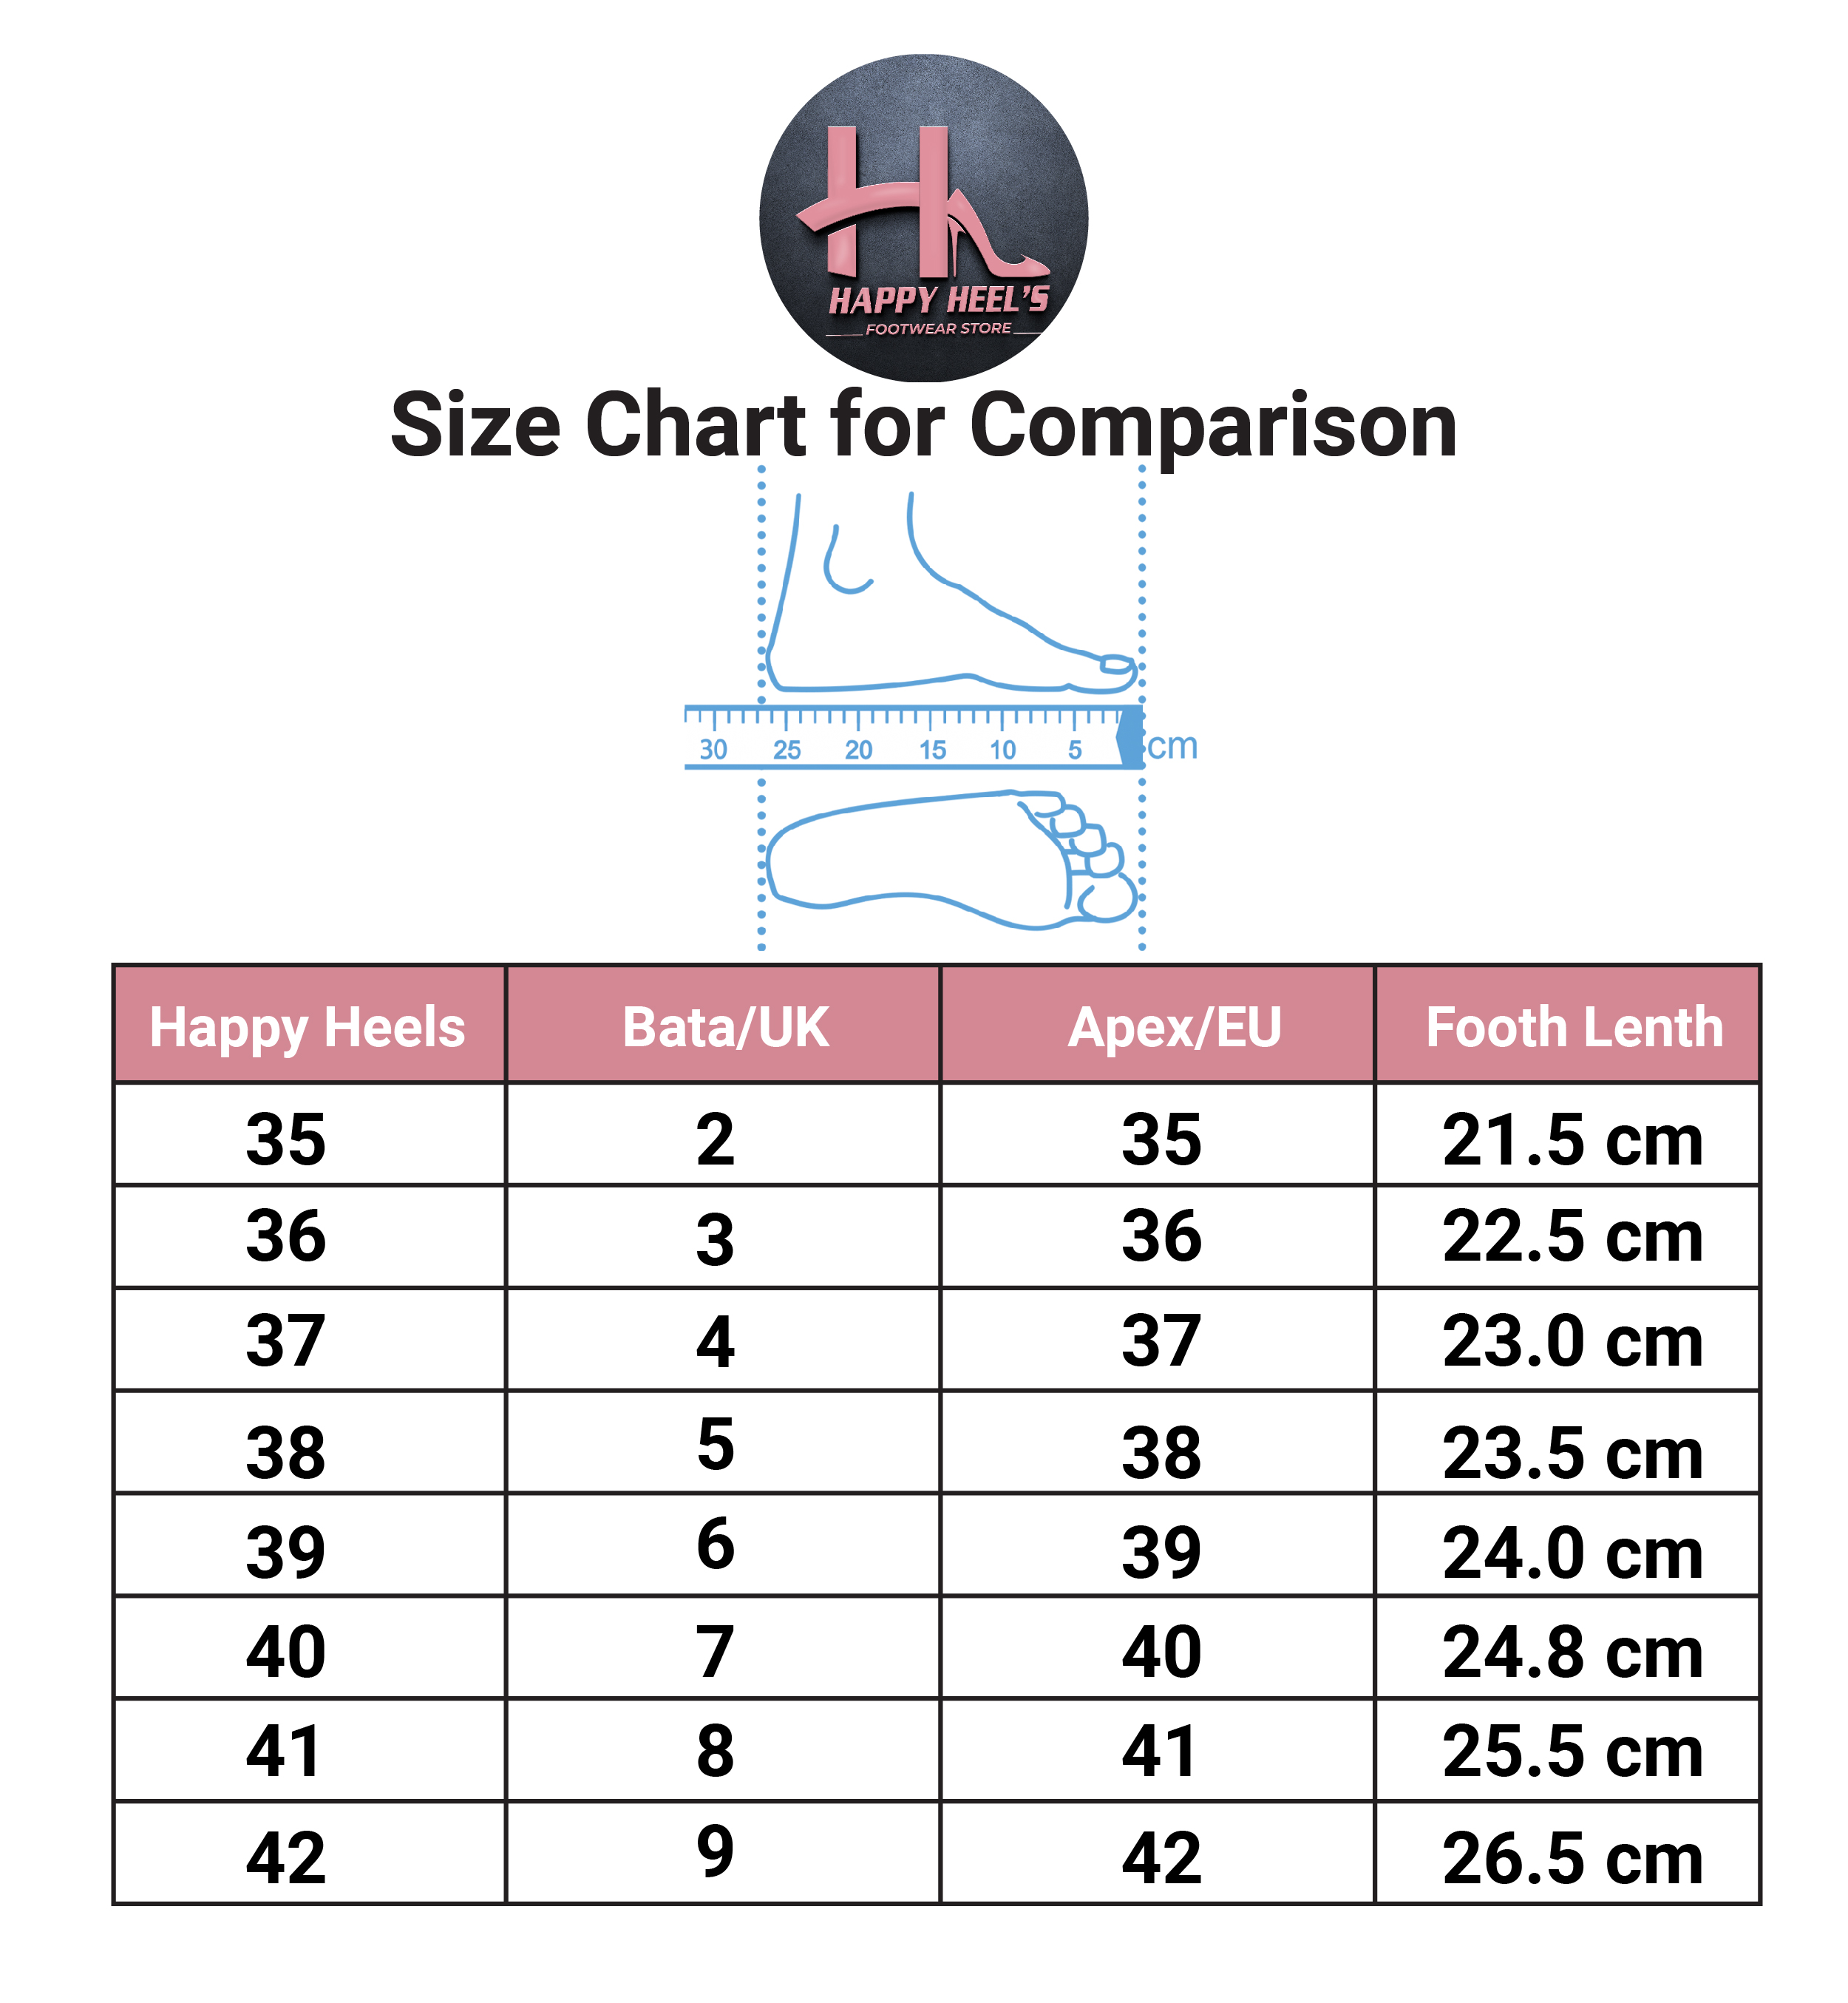 HAPPY HEEL'S
FOOTWEAR STORE
Size Chart for Comparison
30 25 20 15 10 5 cm
Happy Heels Bata/UK Apex/EU Footh Lenth
35 2 35 21.5 cm
36 3 36 22.5 cm
37 4 37 23.0 cm
38 5 38 23.5 cm
39 6 39 24.0 cm
40 7 40 24.8 cm
41 8 41 25.5 cm
42 9 42 26.5 cm